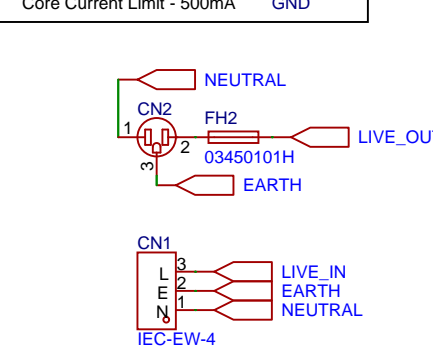 Core Current Limit - 500mA GND
NEUTRAL
CN2
FH2
1
2
LIVE_OUT
03450101H
3
EARTH
CN1
L 3 LIVE_IN
E 2 EARTH
N 1 NEUTRAL
IEC-EW-4